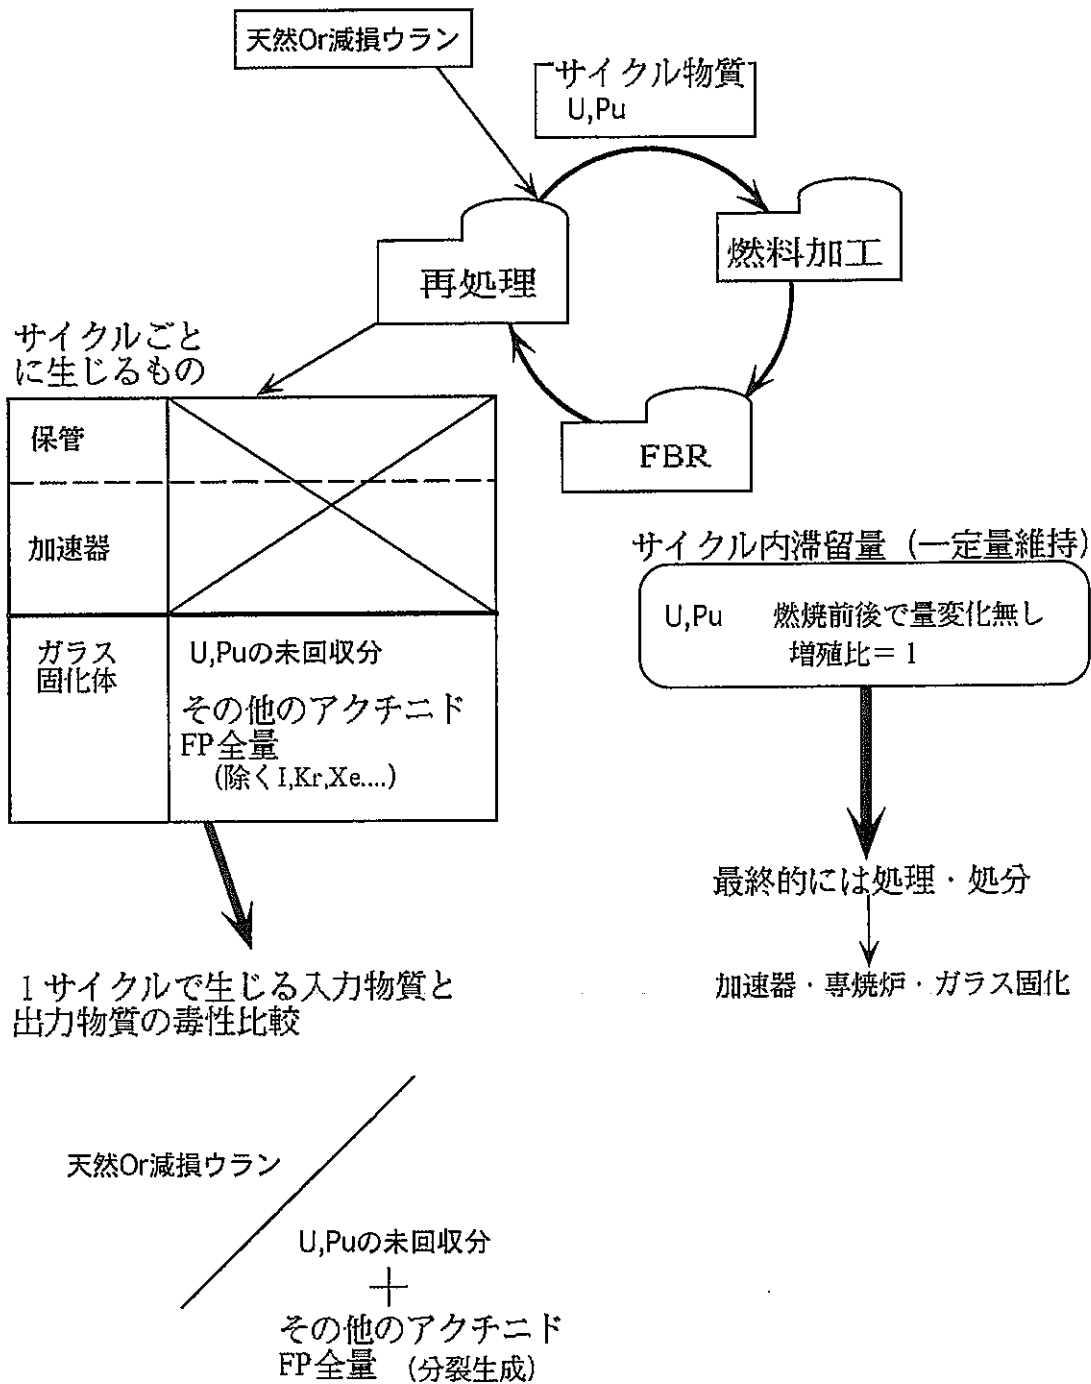 天然Or減損ウラン
サイクル物質
U,Pu
再処理
燃料加工
FBR
サイクルごと
に生じるもの
保管
加速器
ガラス
固化体
U,Puの未回収分
その他のアクチニド
FP全量
(除くI,Kr,Xe....)
サイクル内滞留量 (一定量維持)
U,Pu 燃焼前後で量変化無し
増殖比=1
最終的には処理・処分
加速器・専焼炉・ガラス固化
1サイクルで生じる入力物質と
出力物質の毒性比較
天然Or減損ウラン
U,Puの未回収分
+
その他のアクチニド
FP全量 (分裂生成)